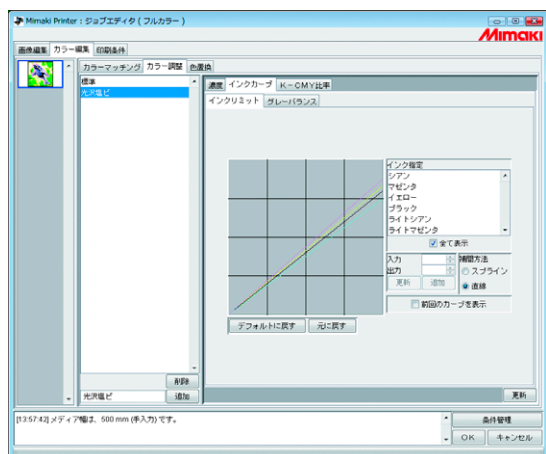 Mimaki Printer : ジョブエディタ ( フルカラー )
Mimaki
画像編集 カラー編集 印刷条件
カラーマッチング カラー調整 色置換
標準
光沢塩ビ
濃度 インクカーブ K－CMY比率
インクリミット グレーバランス
インク指定
シアン
マゼンタ
イエロー
ブラック
ライトシアン
ライトマゼンタ
全て表示
入力 補間方法
出力 スプライン
更新 追加 直線
前回のカーブを表示
デフォルトに戻す 元に戻す
削除
光沢塩ビ 追加
更新
[13:57:42] メディア幅は、500 mm (手入力) です。
条件管理
OK キャンセル